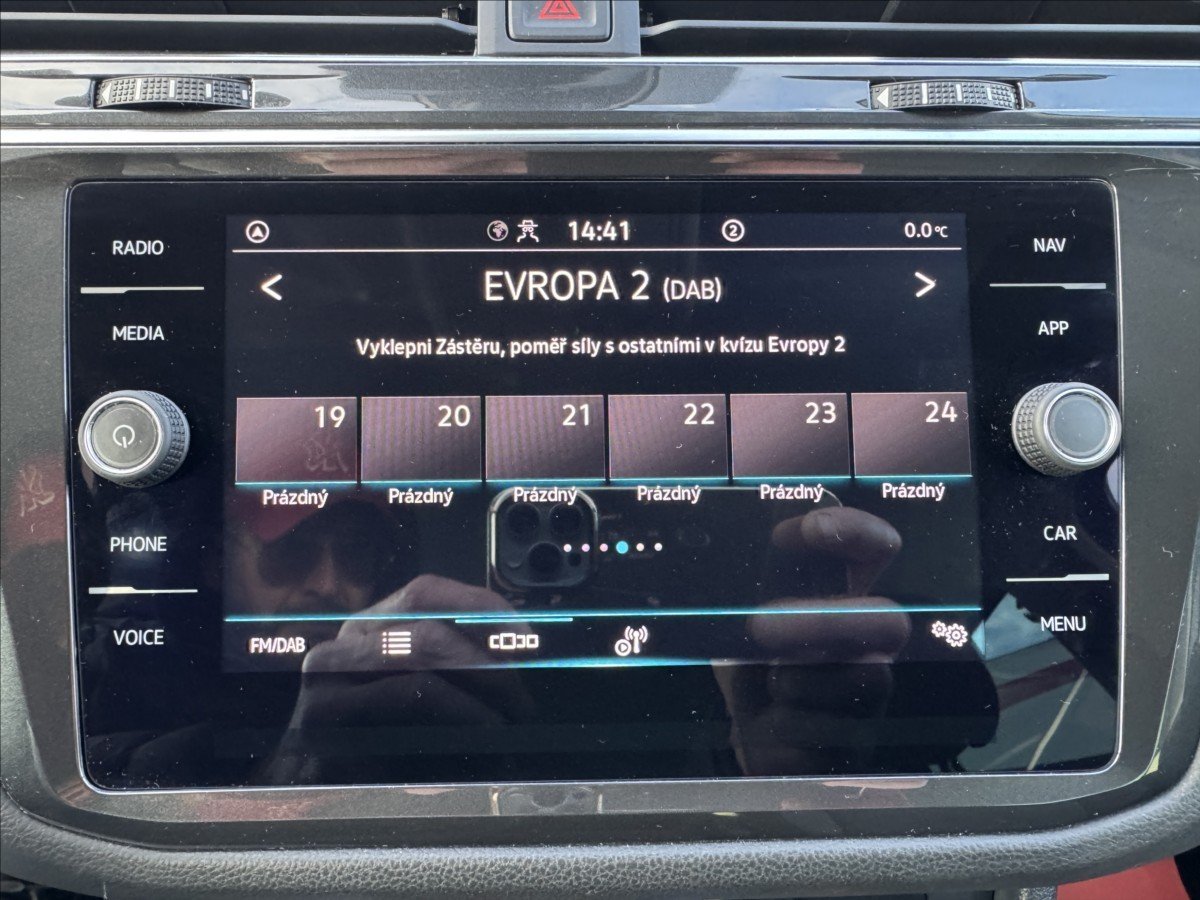 RADIO
MEDIA
PHONE
VOICE
14:41
2
0.0°C
< EVROPA 2 (DAB) >
Vyklepni Zástěru, poměř síly s ostatními v kvízu Evropy 2
19 20 21 22 23 24
Prázdný Prázdný Prázdný Prázdný Prázdný Prázdný
FM/DAB
NAV
APP
CAR
MENU